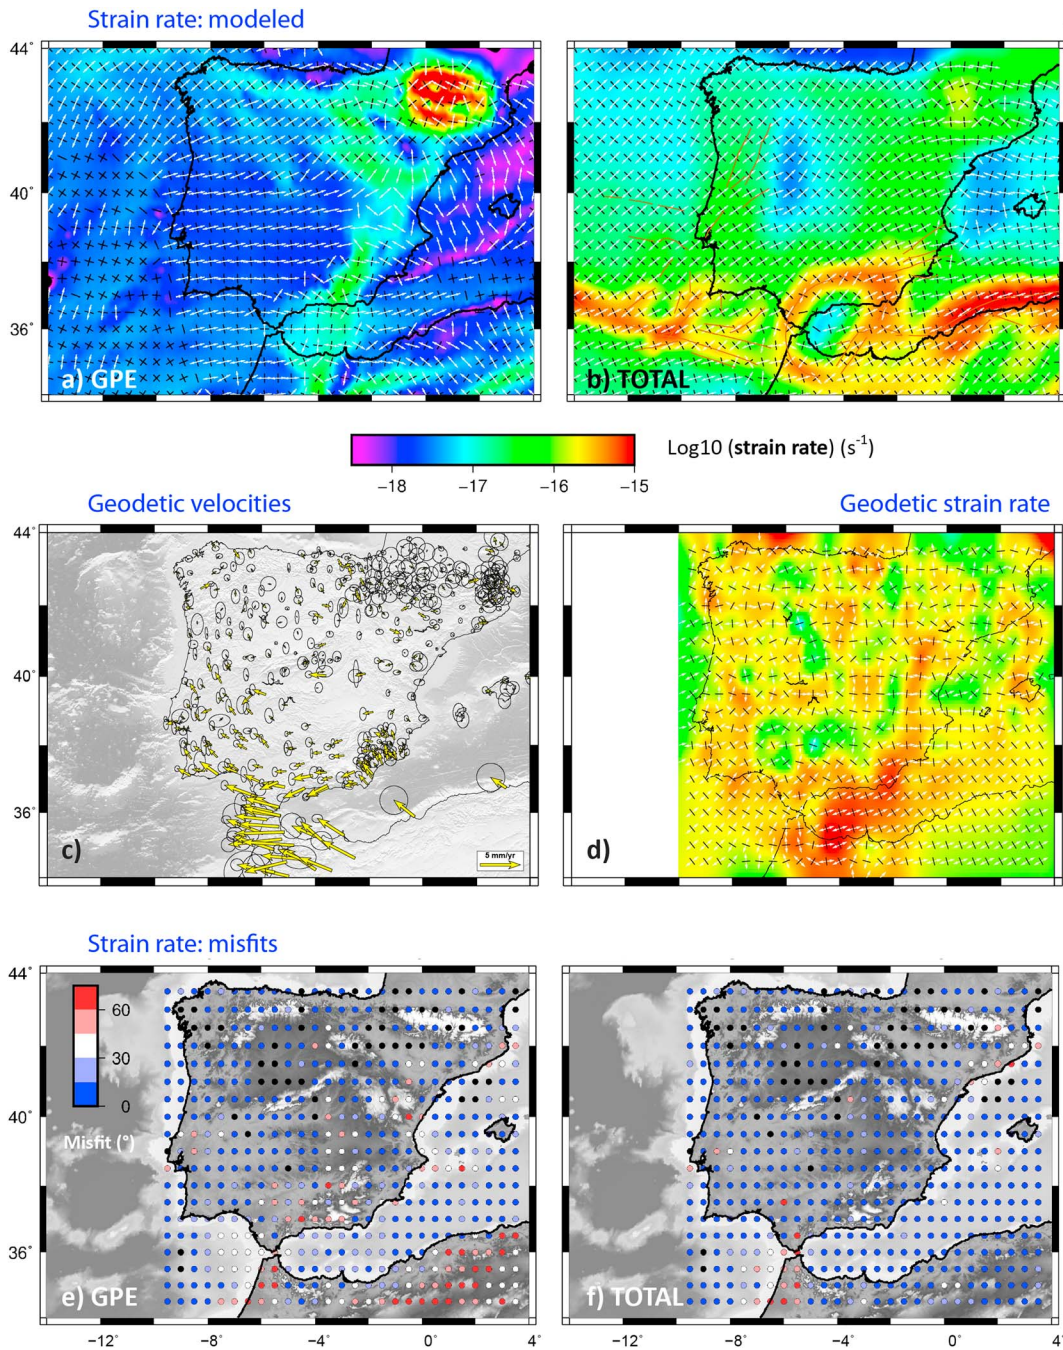 Strain rate: modeled
44°
40°
36°
a) GPE
b) TOTAL
Log10 (strain rate) (s⁻¹)
−18 −17 −16 −15
Geodetic velocities
Geodetic strain rate
44°
40°
36°
c)
5 mm/yr
d)
Strain rate: misfits
44°
40°
36°
60
30
0
Misfit (°)
e) GPE
f) TOTAL
−12 −8 −4 0° 4°
−12 −8 −4 0° 4°